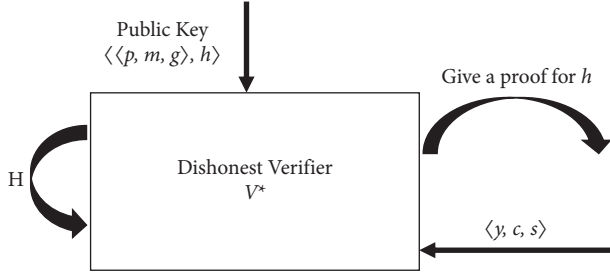 Public Key
⟨⟨p, m, g⟩, h⟩
Give a proof for h
H
Dishonest Verifier
V*
⟨y, c, s⟩